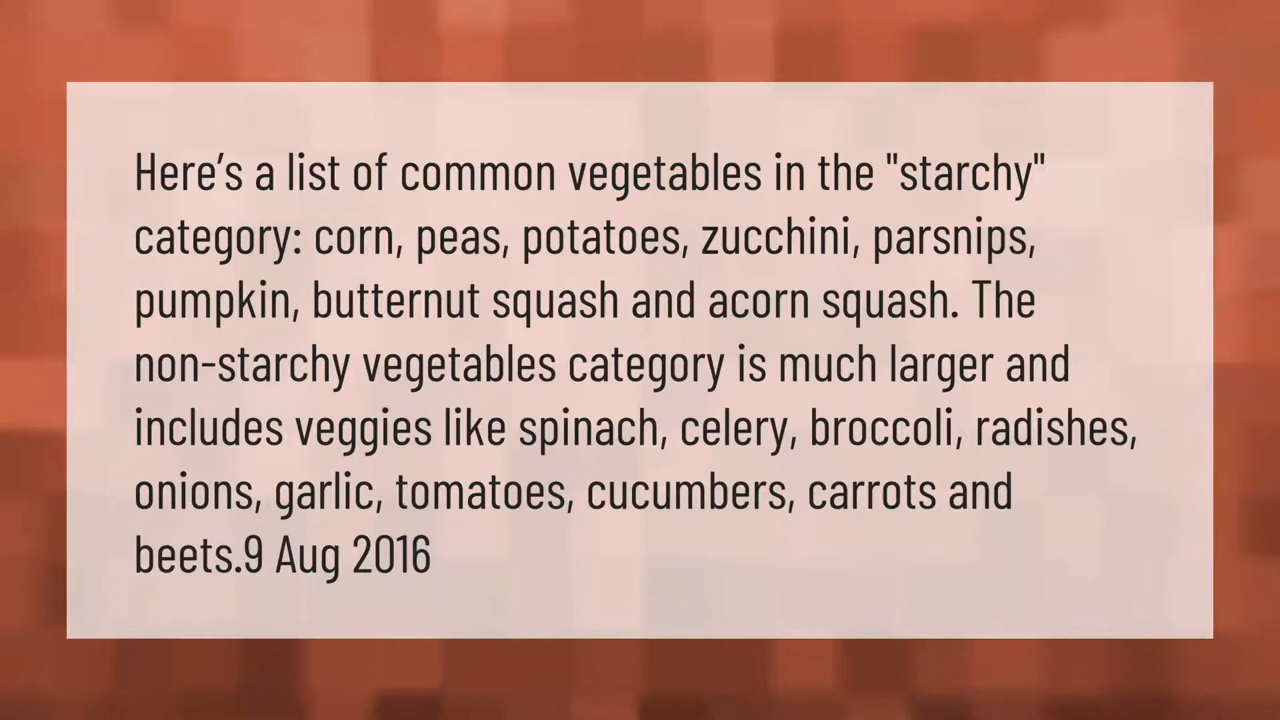 Here’s a list of common vegetables in the "starchy"
category: corn, peas, potatoes, zucchini, parsnips,
pumpkin, butternut squash and acorn squash. The
non-starchy vegetables category is much larger and
includes veggies like spinach, celery, broccoli, radishes,
onions, garlic, tomatoes, cucumbers, carrots and
beets.9 Aug 2016